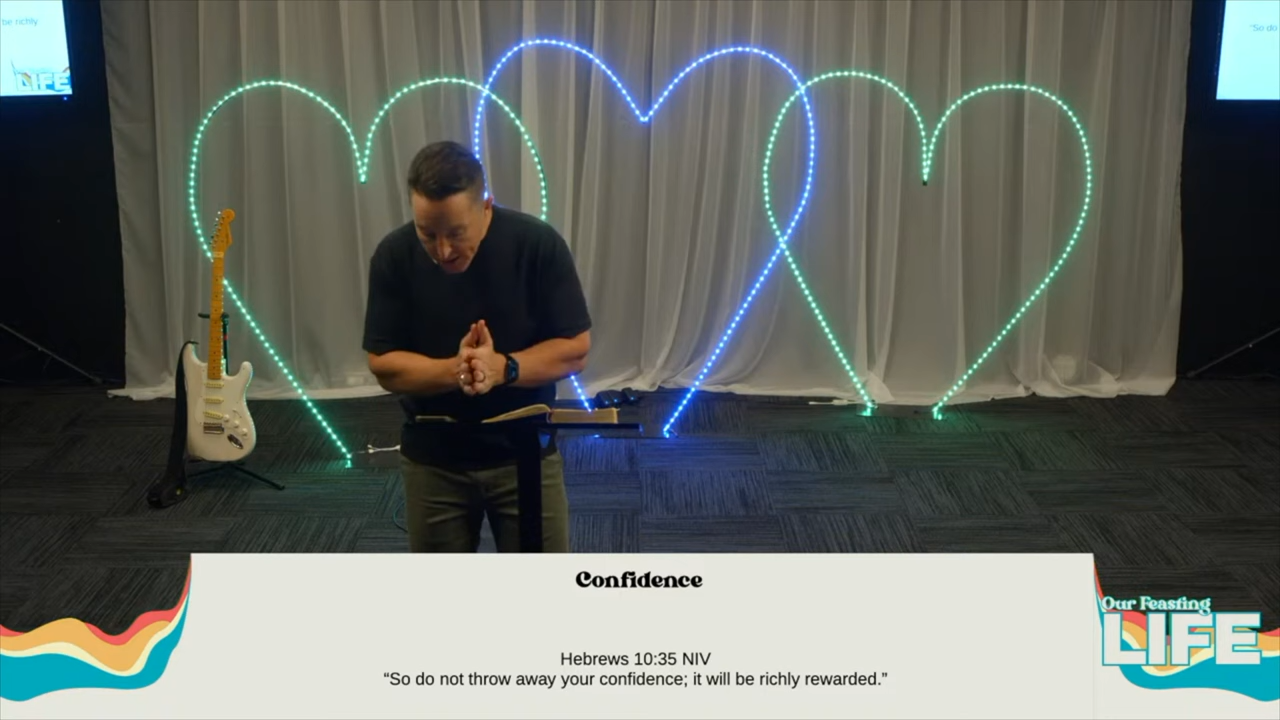 be richly
LIFE
"So do
Confidence
Hebrews 10:35 NIV
“So do not throw away your confidence; it will be richly rewarded.”
Our Feasting
LIFE